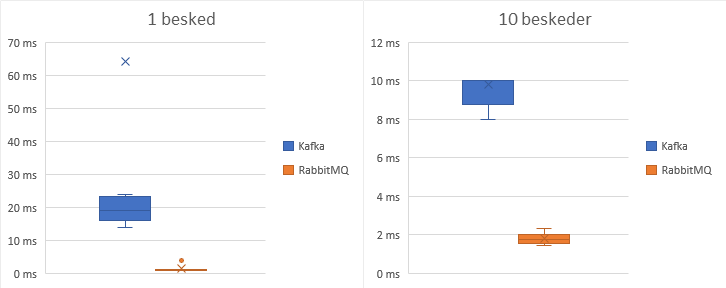 1 besked
70 ms
60 ms
50 ms
40 ms
30 ms
20 ms
10 ms
0 ms
Kafka
RabbitMQ
10 beskeder
12 ms
10 ms
8 ms
6 ms
4 ms
2 ms
0 ms
Kafka
RabbitMQ